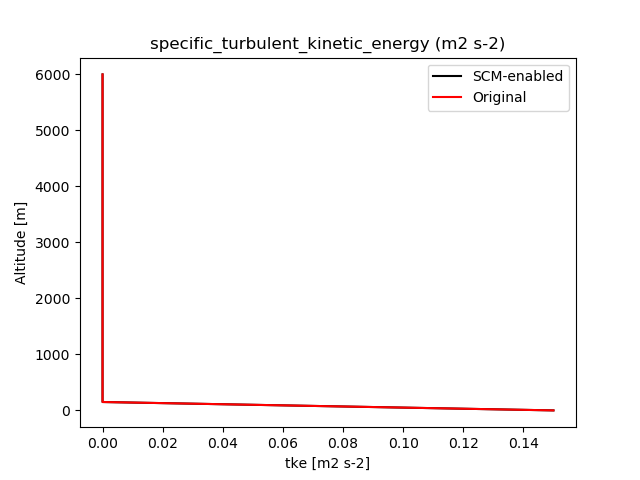 specific_turbulent_kinetic_energy (m2 s-2)
SCM-enabled
Original
6000
5000
4000
3000
2000
1000
0
Altitude [m]
0.00 0.02 0.04 0.06 0.08 0.10 0.12 0.14
tke [m2 s-2]